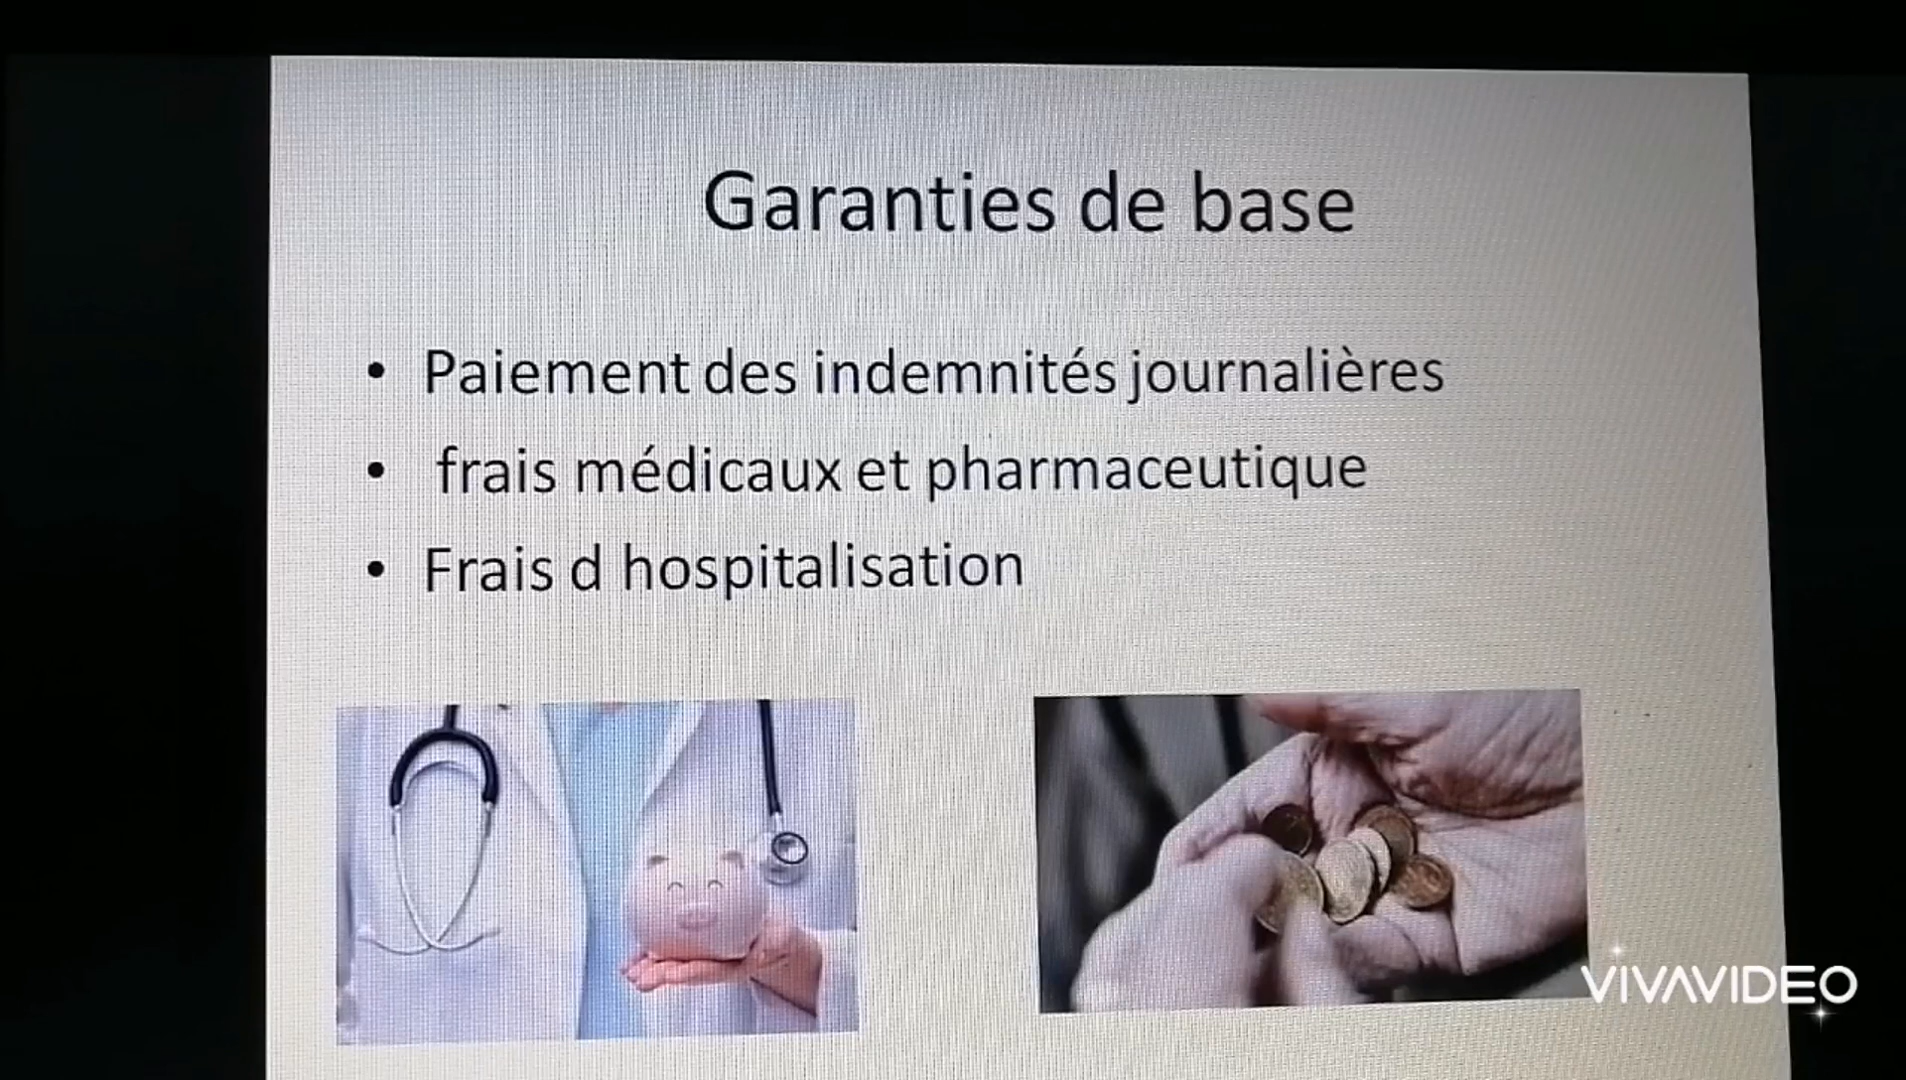 Garanties de base
• Paiement des indemnités journalières
• frais médicaux et pharmaceutique
• Frais d hospitalisation
VIVAVIDEO